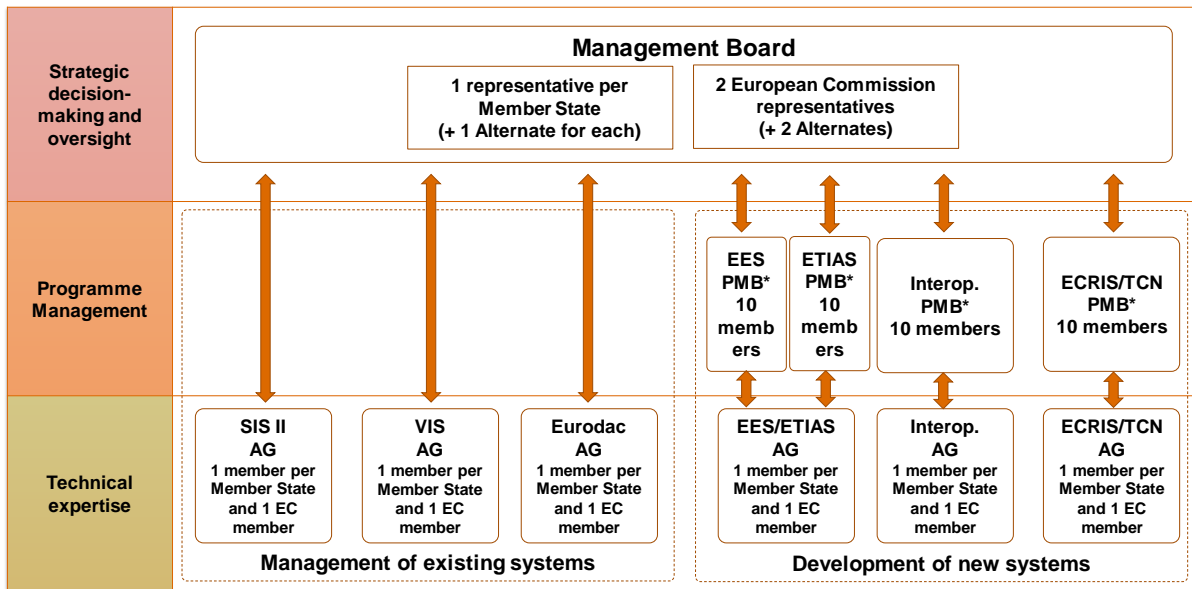 Strategic
decision-
making and
oversight
Management Board
1 representative per
Member State
(+ 1 Alternate for each)
2 European Commission
representatives
(+ 2 Alternates)
Programme
Management
EES
PMB*
10
memb
ers
ETIAS
PMB*
10
memb
ers
Interop.
PMB*
10 members
ECRIS/TCN
PMB*
10 members
Technical
expertise
SIS II
AG
1 member per
Member State
and 1 EC
member
VIS
AG
1 member per
Member State
and 1 EC
member
Eurodac
AG
1 member per
Member State
and 1 EC
member
EES/ETIAS
AG
1 member per
Member State
and 1 EC
member
Interop.
AG
1 member per
Member State
and 1 EC
member
ECRIS/TCN
AG
1 member per
Member State
and 1 EC
member
Management of existing systems
Development of new systems